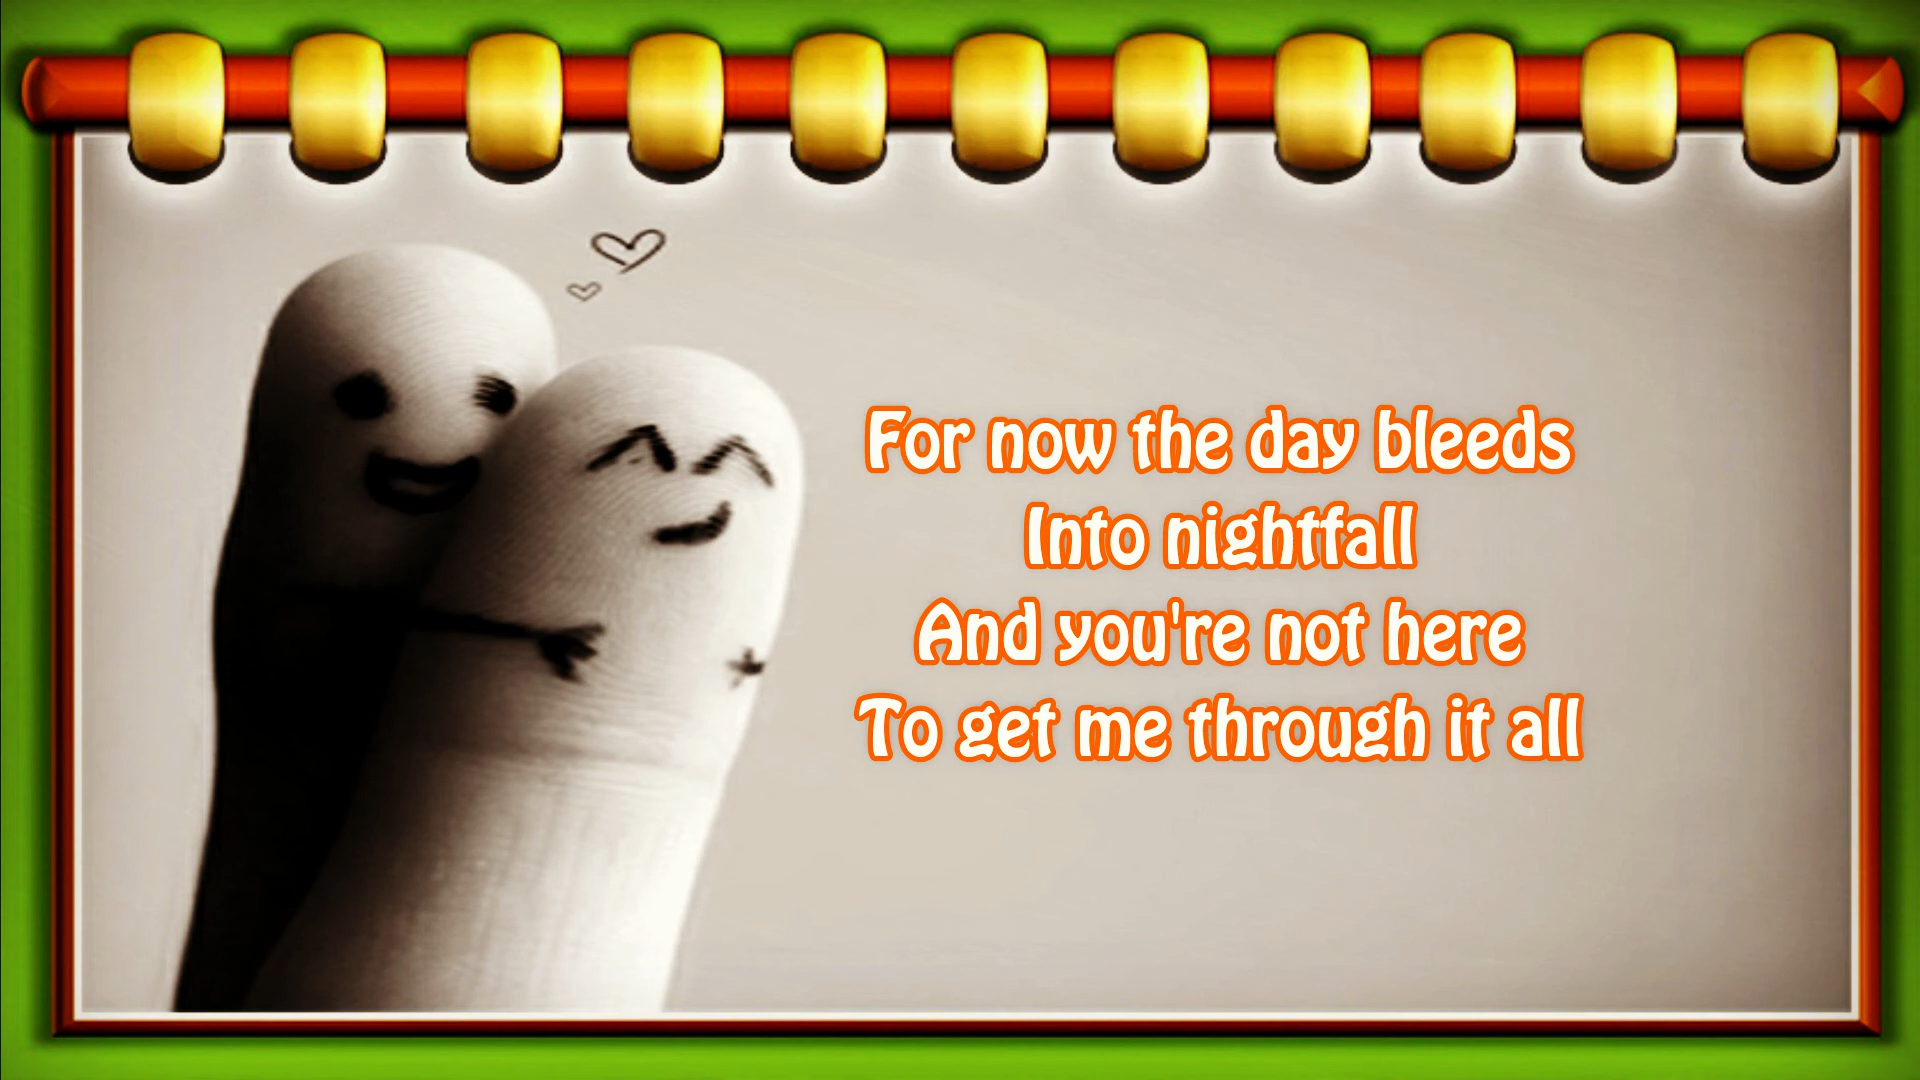 For now the day bleeds
Into nightfall
And you're not here
To get me through it all